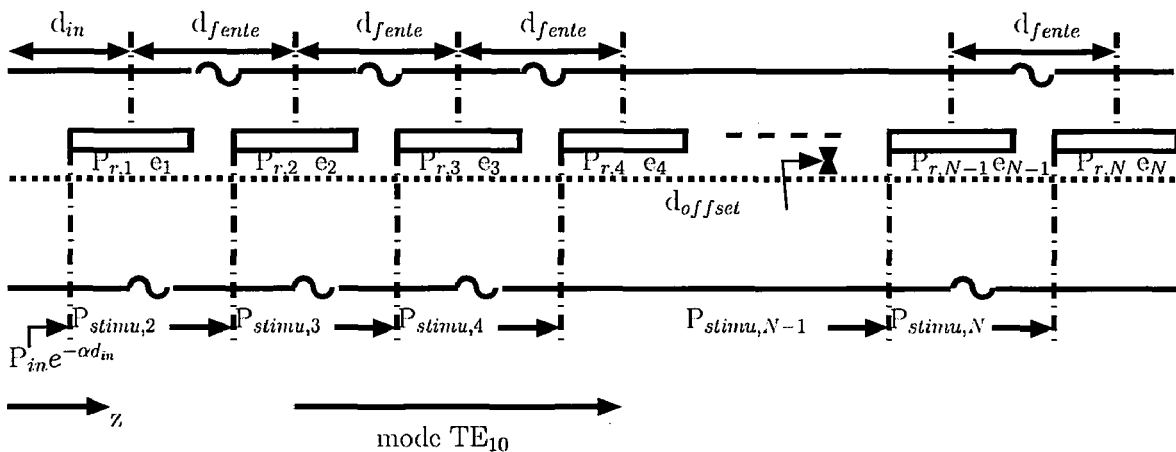 d_in d_fente d_fente d_fente d_fente
P_r,1 e_1 P_r,2 e_2 P_r,3 e_3 P_r,4 e_4 P_r,N−1 e_N−1 P_r,N e_N
d_offset
P_stimu,2 P_stimu,3 P_stimu,4 P_stimu,N−1 P_stimu,N
P_in e^−αd_in
z
mode TE_10